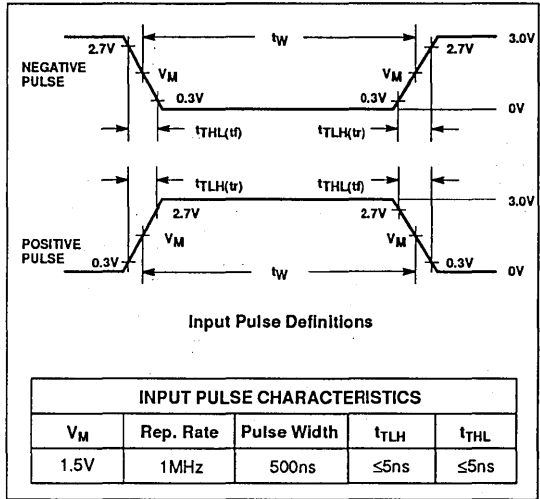 tW
2.7V
2.7V
3.0V
NEGATIVE
PULSE
VM
VM
0.3V
0.3V
0V
tTHL(tf)
tTLH(tr)
tTLH(tr)
tTHL(tf)
3.0V
2.7V
2.7V
POSITIVE
PULSE
VM
VM
0.3V
0.3V
0V
tW
Input Pulse Definitions
INPUT PULSE CHARACTERISTICS
VM Rep. Rate Pulse Width tTLH tTHL
1.5V 1MHz 500ns ≤5ns ≤5ns